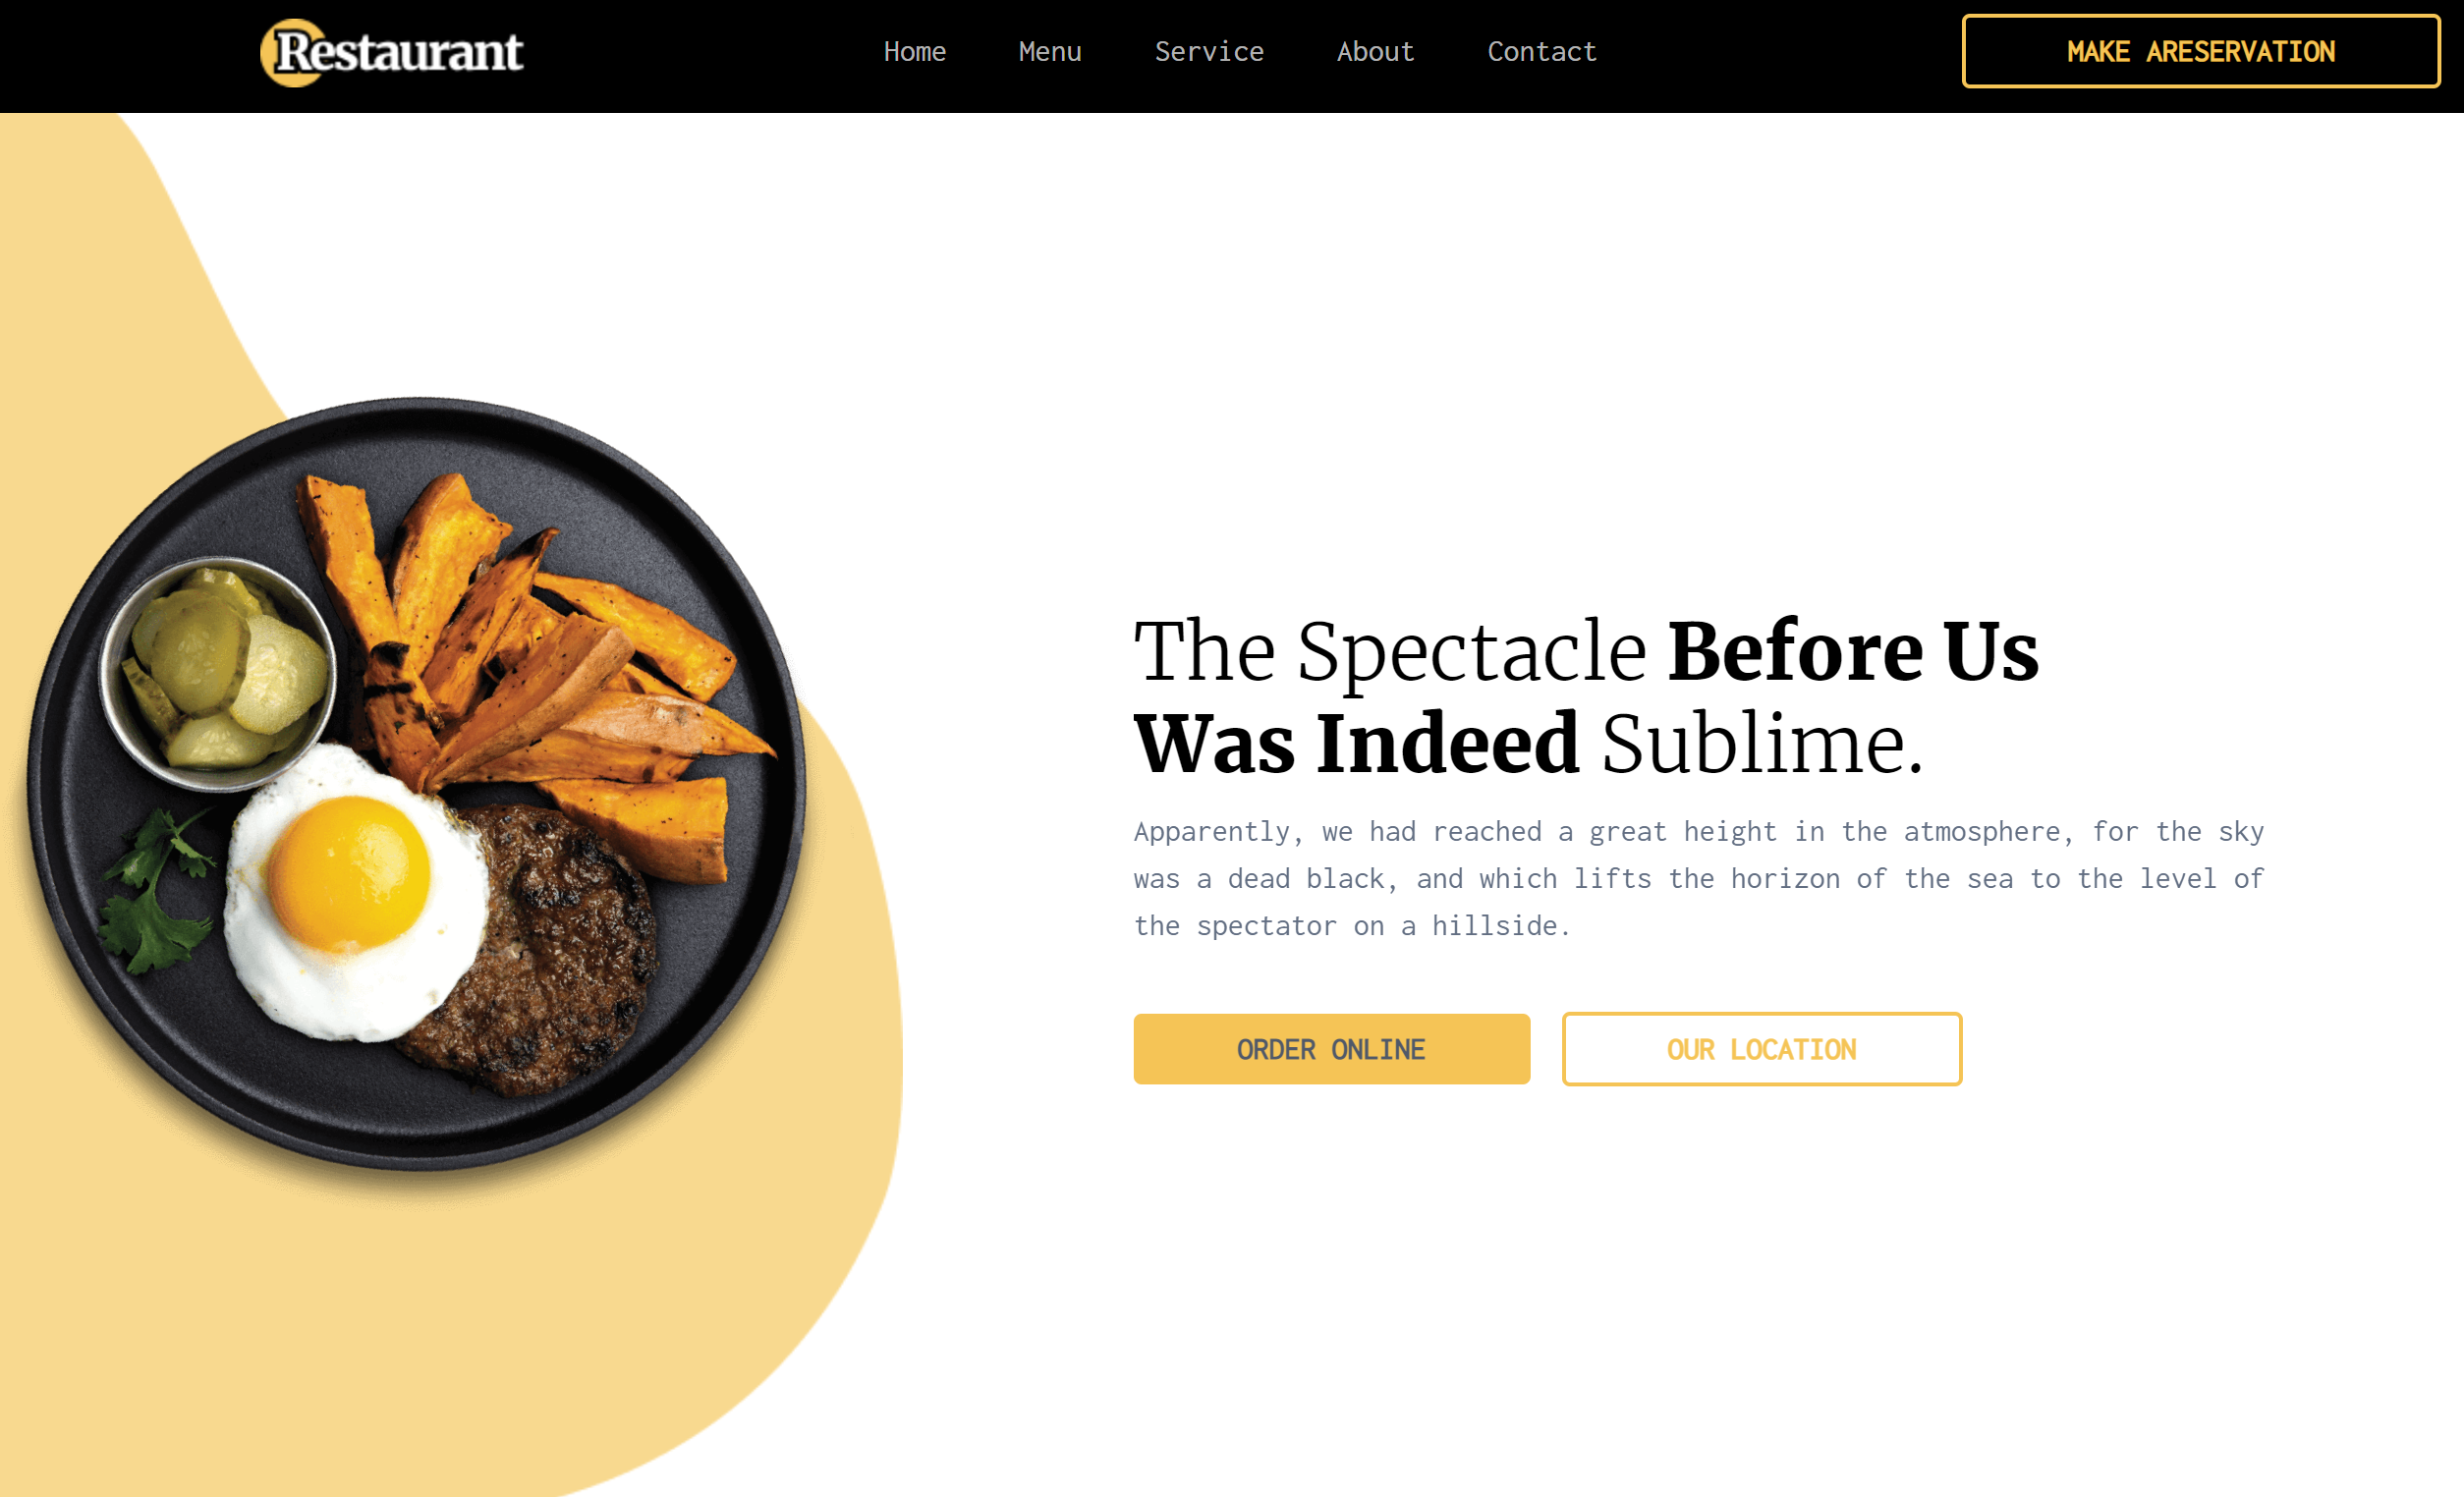 Restaurant
Home Menu Service About Contact
MAKE ARESERVATION
The Spectacle Before Us
Was Indeed Sublime.
Apparently, we had reached a great height in the atmosphere, for the sky
was a dead black, and which lifts the horizon of the sea to the level of
the spectator on a hillside.
ORDER ONLINE
OUR LOCATION